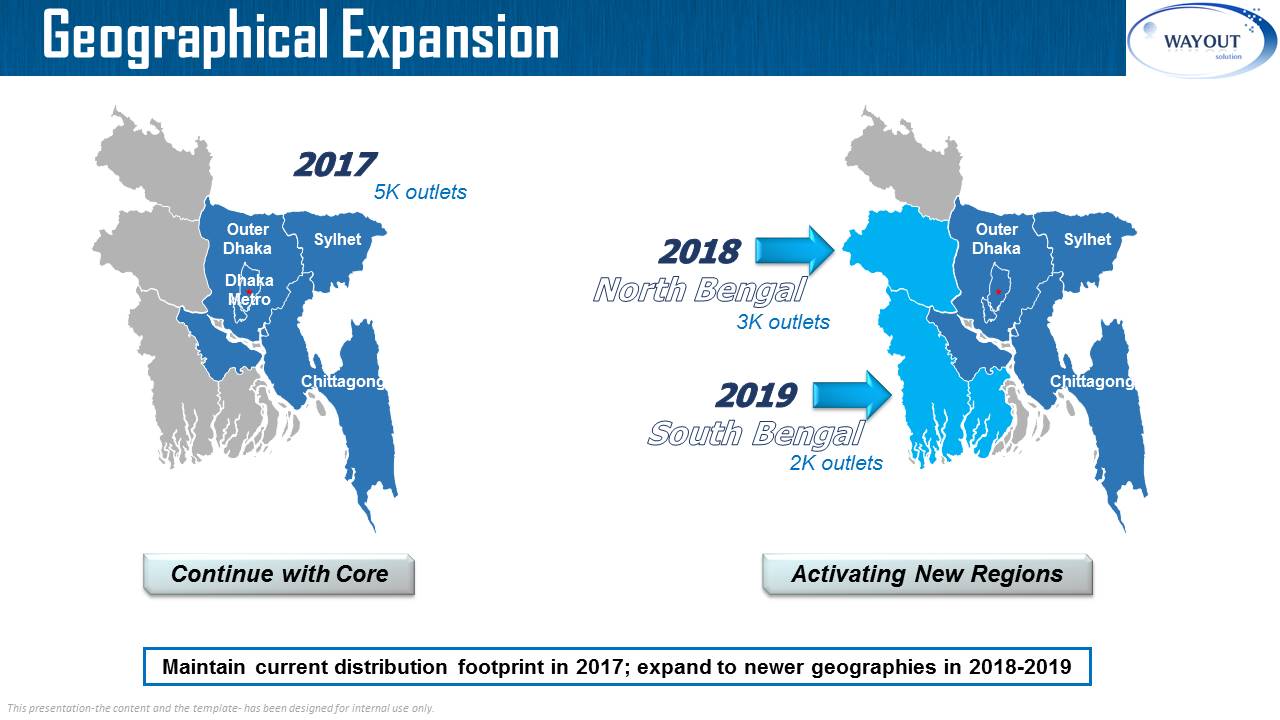 Geographical Expansion
WAYOUT
solution
2017
5K outlets
Outer
Dhaka
Sylhet
Dhaka
Metro
Chittagong
2018
North Bengal
3K outlets
2019
South Bengal
2K outlets
Outer
Dhaka
Sylhet
Chittagong
Continue with Core
Activating New Regions
Maintain current distribution footprint in 2017; expand to newer geographies in 2018-2019
This presentation-the content and the template- has been designed for internal use only.